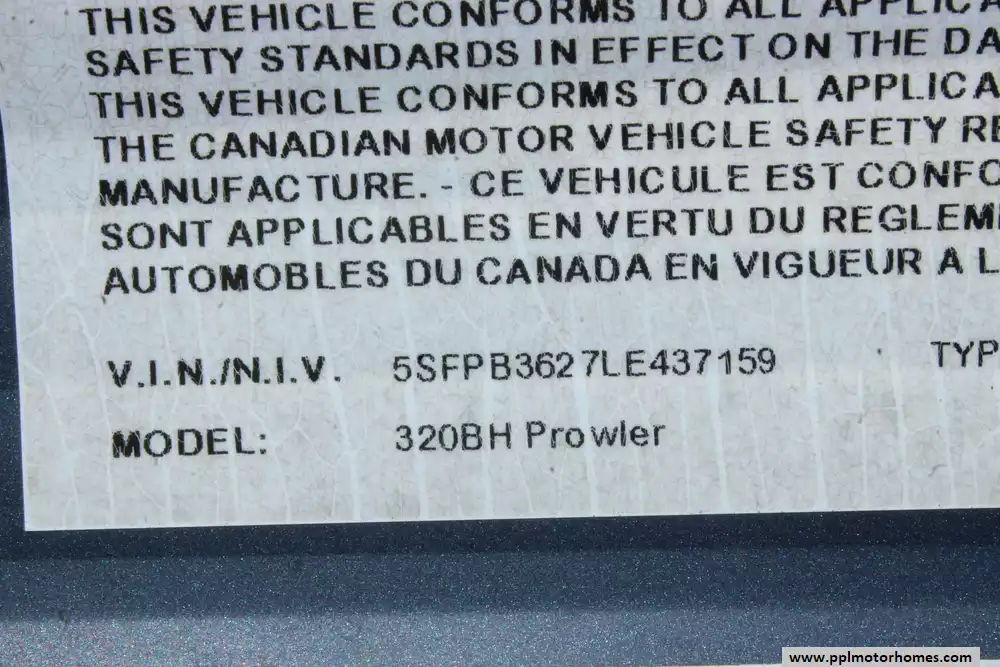 THIS VEHICLE CONFORMS TO ALL APPLICA
SAFETY STANDARDS IN EFFECT ON THE DA
THIS VEHICLE CONFORMS TO ALL APPLICA
THE CANADIAN MOTOR VEHICLE SAFETY RE
MANUFACTURE. - CE VEHICULE EST CONFO
SONT APPLICABLES EN VERTU DU REGLEM
AUTOMOBLES DU CANADA EN VIGUEUR A L
V.I.N./N.I.V. 5SFPB3627LE437159 TYP
MODEL: 320BH Prowler
www.pplmotorhomes.com